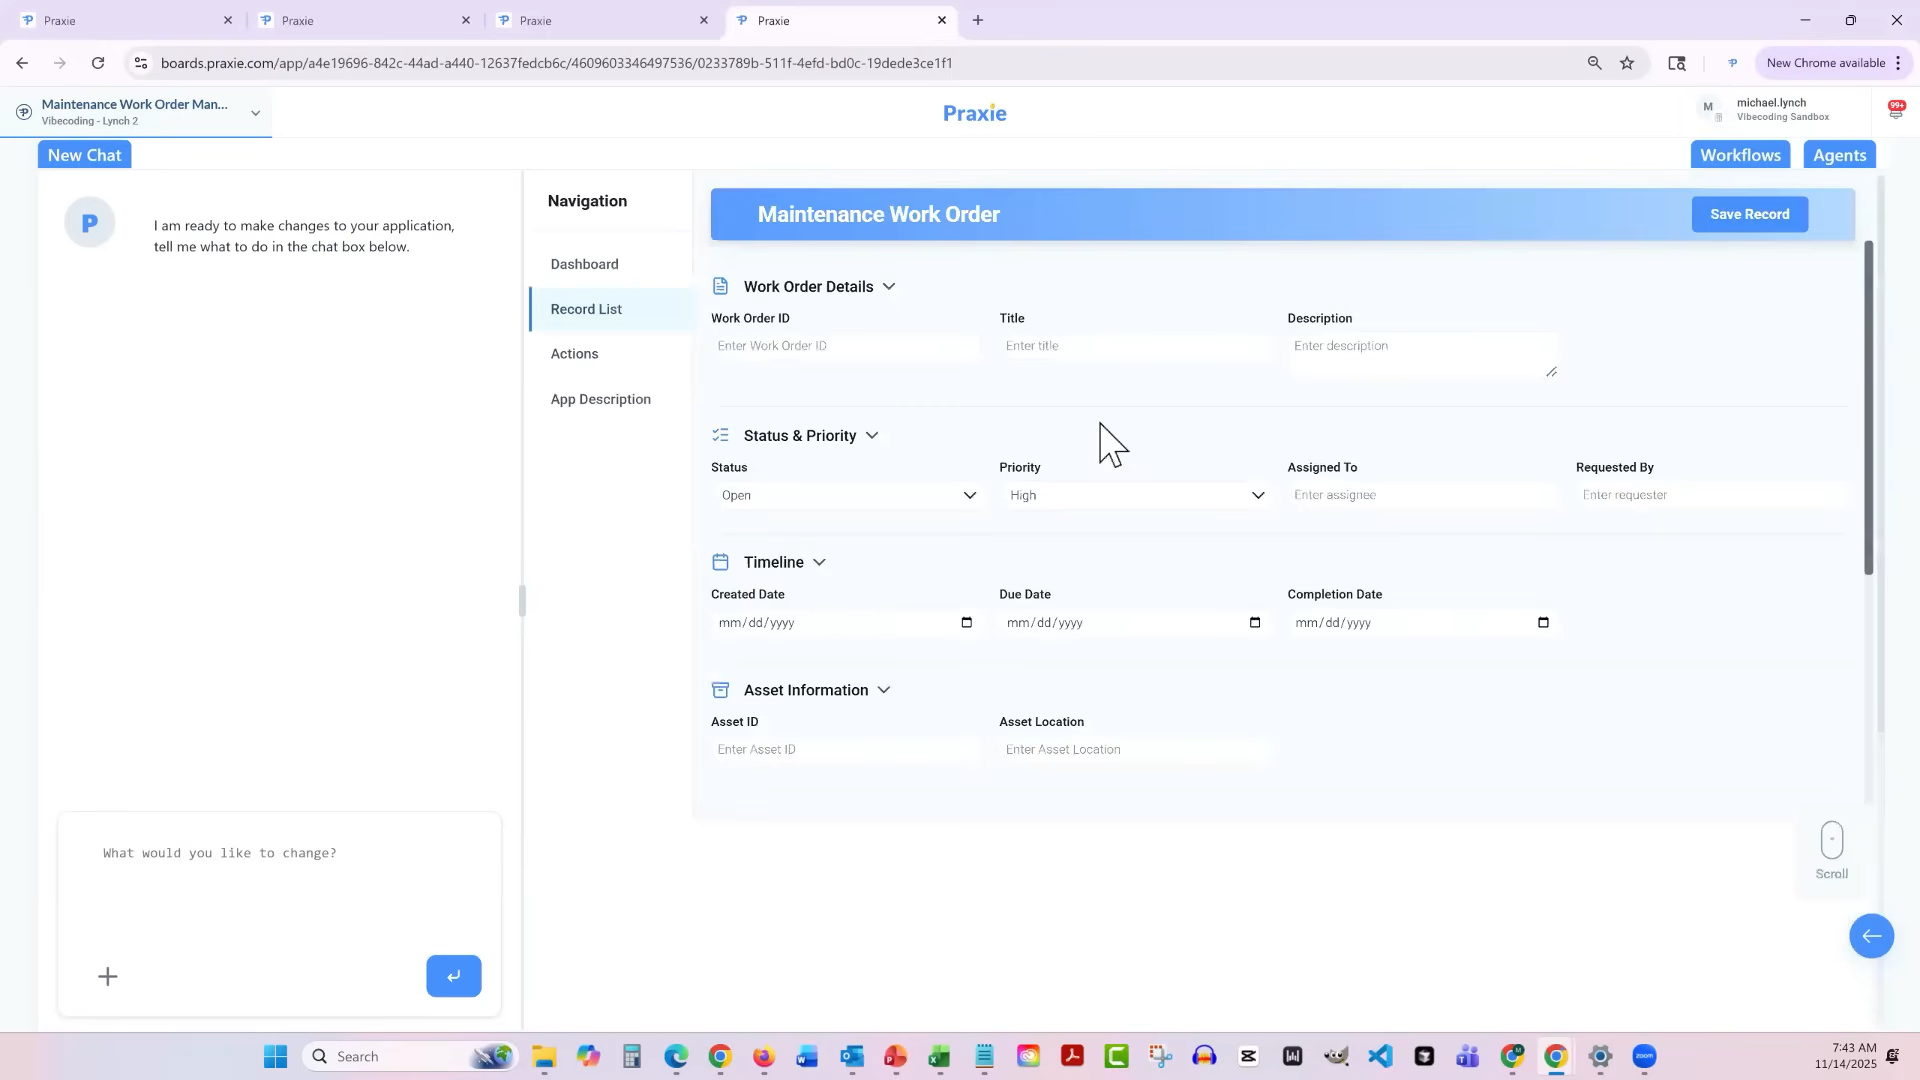 Praxie
Praxie
Praxie
Praxie
boards.praxie.com/app/a4e19696-842c-44ad-a440-12637fedcb6c/4609603346497536/0233789b-511f-4efd-bd0c-19dede3ce1f1
New Chrome available
Maintenance Work Order Man...
Vibecoding - Lynch 2
Praxie
M
michael.lynch
Vibecoding Sandbox
99+
New Chat
Workflows
Agents
P
I am ready to make changes to your application,
tell me what to do in the chat box below.
What would you like to change?
Navigation
Dashboard
Record List
Actions
App Description
Maintenance Work Order
Save Record
Work Order Details
Work Order ID
Title
Description
Enter Work Order ID
Enter title
Enter description
Status & Priority
Status
Priority
Assigned To
Requested By
Open
High
Enter assignee
Enter requester
Timeline
Created Date
Due Date
Completion Date
mm/dd/yyyy
mm/dd/yyyy
mm/dd/yyyy
Asset Information
Asset ID
Asset Location
Enter Asset ID
Enter Asset Location
Scroll
Search
zoom
7:43 AM
11/14/2025